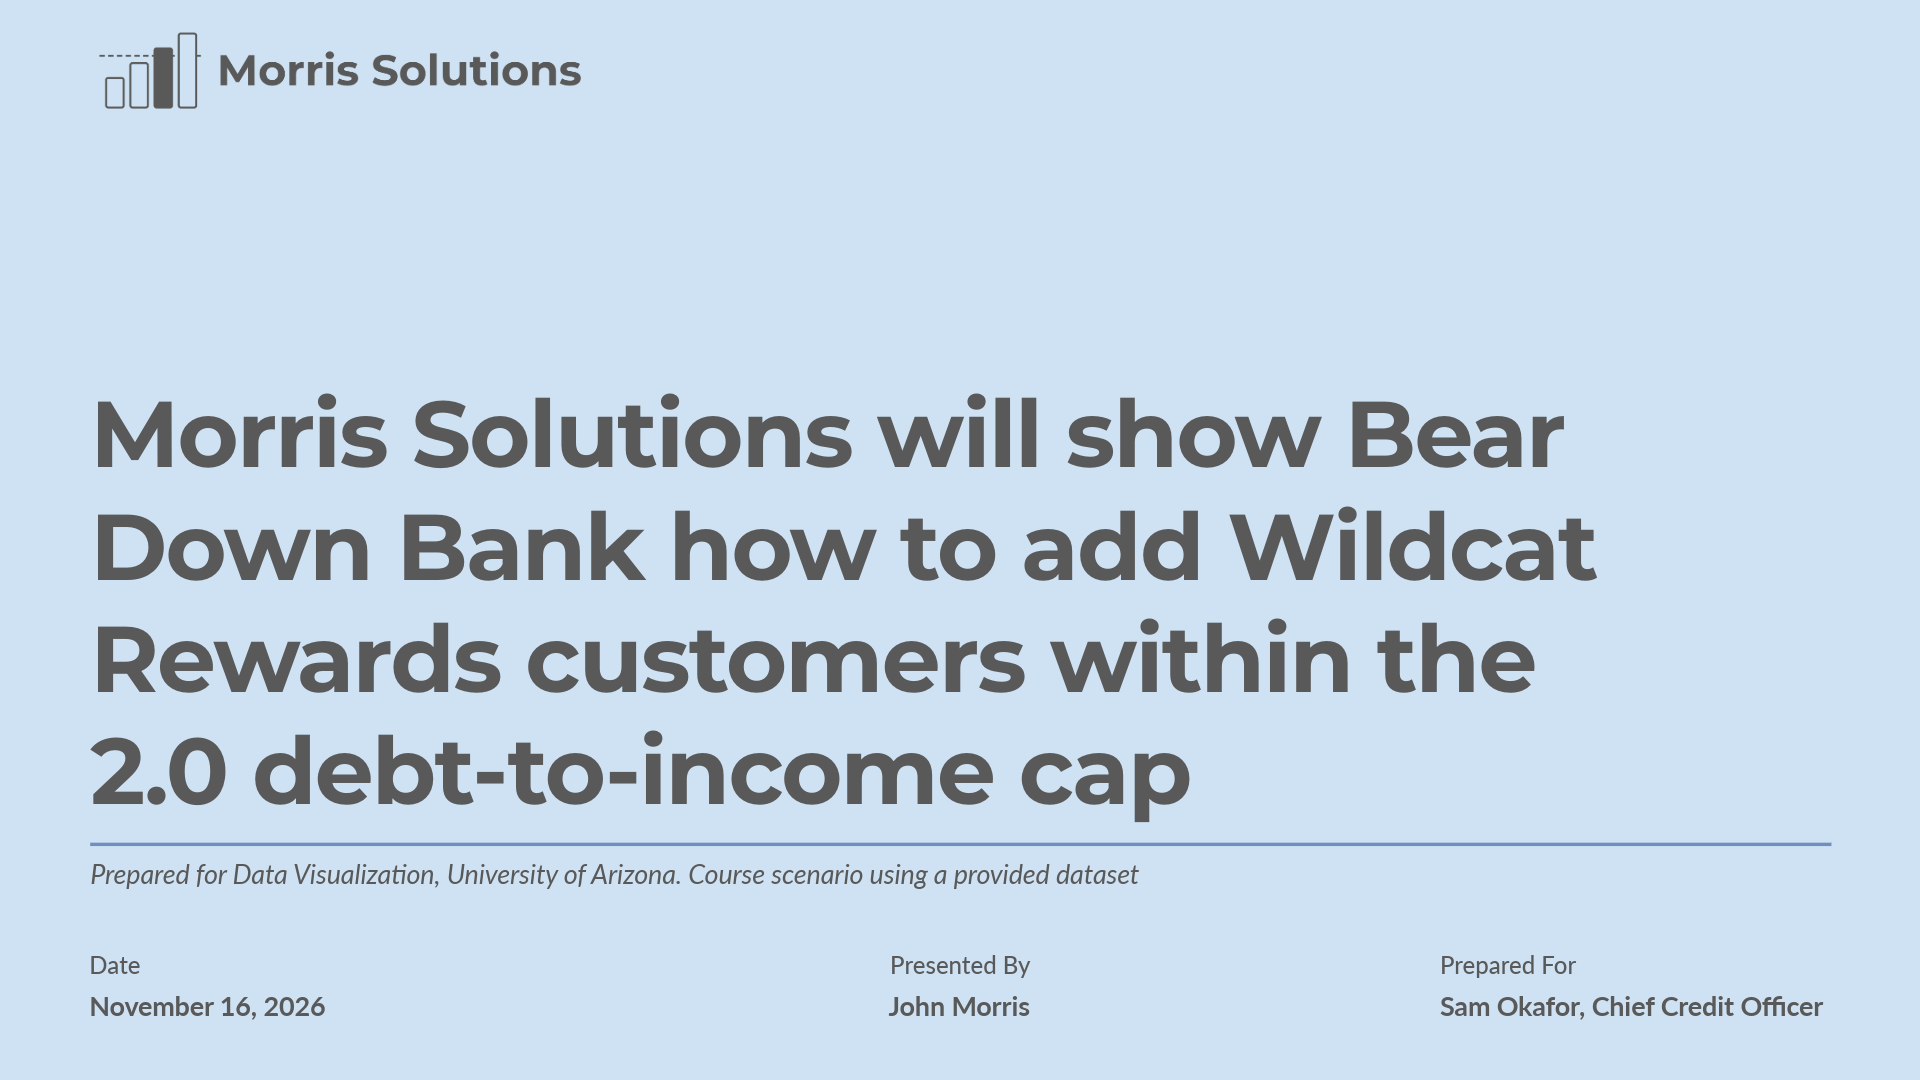 Morris Solutions
Morris Solutions will show Bear
Down Bank how to add Wildcat
Rewards customers within the
2.0 debt-to-income cap
Prepared for Data Visualization, University of Arizona. Course scenario using a provided dataset
Date
November 16, 2026
Presented By
John Morris
Prepared For
Sam Okafor, Chief Credit Officer